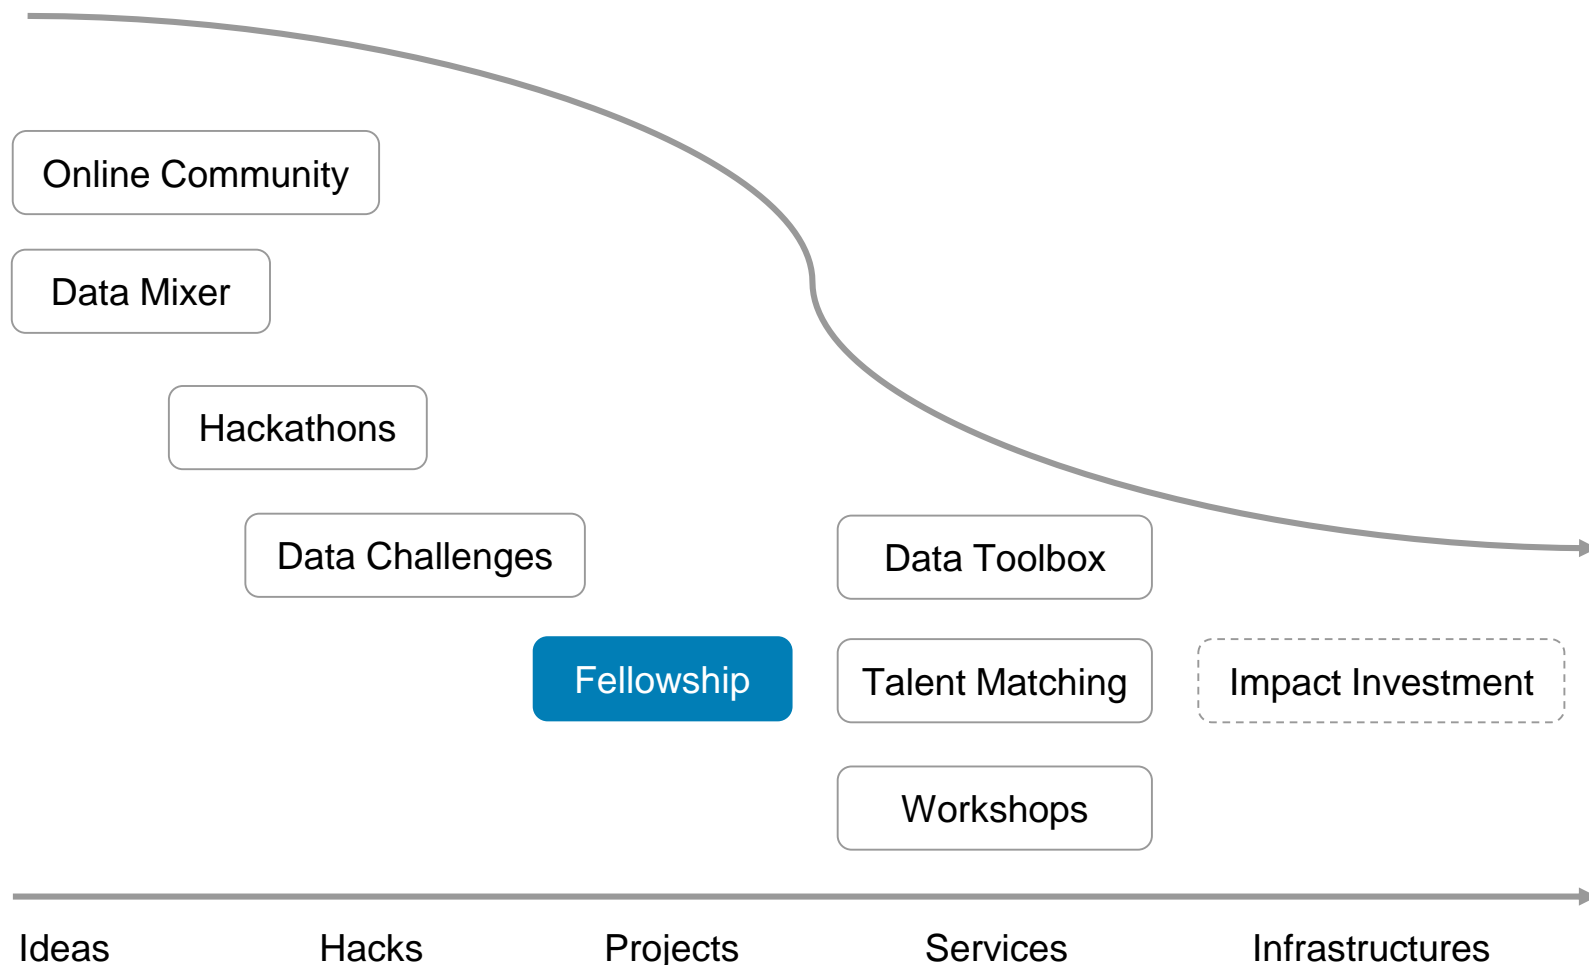 Online Community
Data Mixer
Hackathons
Data Challenges
Data Toolbox
Fellowship
Talent Matching
Impact Investment
Workshops
Ideas
Hacks
Projects
Services
Infrastructures